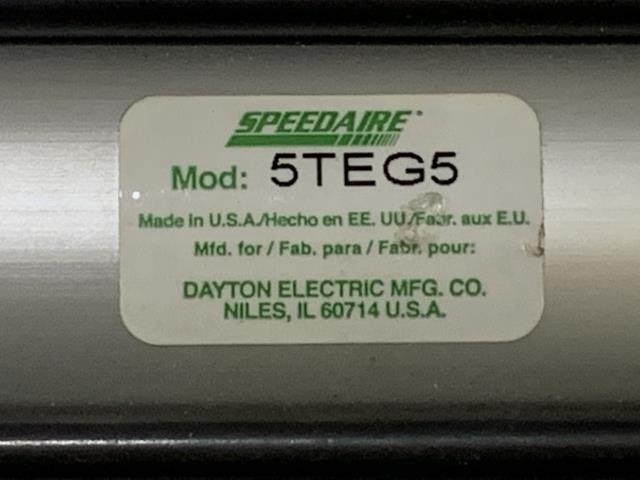 SPEEDAIRE
Mod: 5TEG5
Made in U.S.A./Hecho en EE. UU./Fabr. aux E.U.
Mfd. for / Fab. para / Fabr. pour:
DAYTON ELECTRIC MFG. CO.
NILES, IL 60714 U.S.A.